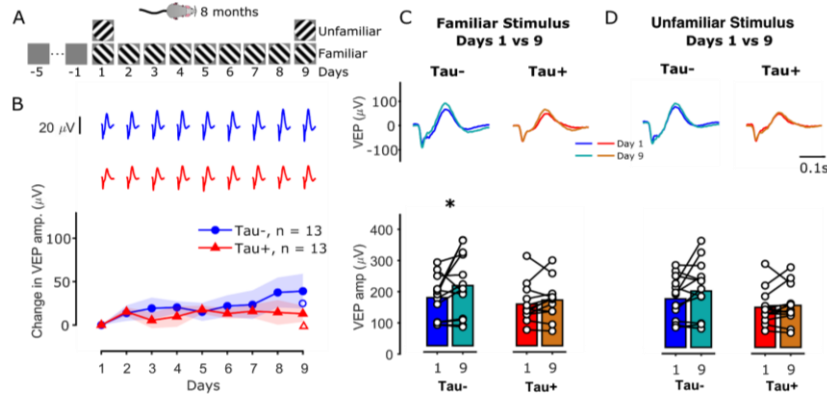 A
8 months
Unfamiliar
Familiar
-5 ... -1 1 2 3 4 5 6 7 8 9 Days
B
20 µV
Change in VEP amp. (µV)
100
50
0
Tau-, n = 13
Tau+, n = 13
1 2 3 4 5 6 7 8 9
Days
C
Familiar Stimulus
Days 1 vs 9
Tau- Tau+
VEP (µV)
100
0
-100
Day 1
Day 9
*
VEP amp (µV)
400
300
200
100
0
1 9 1 9
Tau- Tau+
D
Unfamiliar Stimulus
Days 1 vs 9
Tau- Tau+
0.1s
1 9 1 9
Tau- Tau+